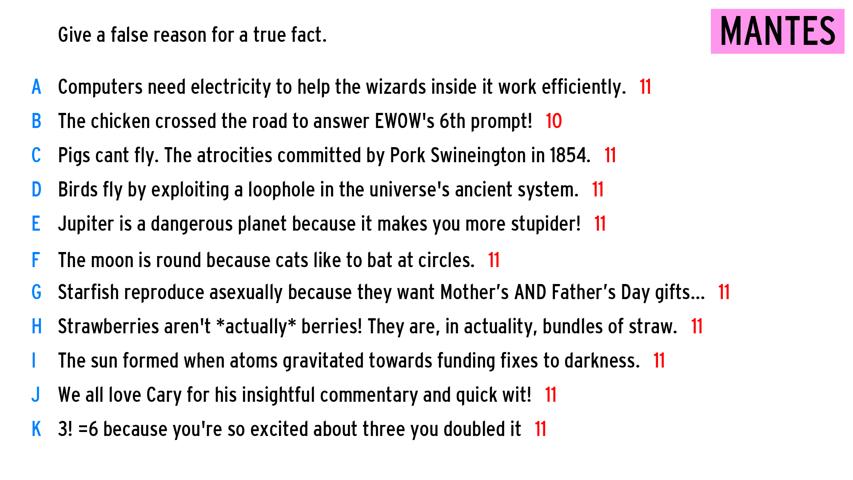 Give a false reason for a true fact.
MANTES
A Computers need electricity to help the wizards inside it work efficiently. 11
B The chicken crossed the road to answer EWOW's 6th prompt! 10
C Pigs cant fly. The atrocities committed by Pork Swineington in 1854. 11
D Birds fly by exploiting a loophole in the universe's ancient system. 11
E Jupiter is a dangerous planet because it makes you more stupider! 11
F The moon is round because cats like to bat at circles. 11
G Starfish reproduce asexually because they want Mother’s AND Father’s Day gifts... 11
H Strawberries aren't *actually* berries! They are, in actuality, bundles of straw. 11
I The sun formed when atoms gravitated towards funding fixes to darkness. 11
J We all love Cary for his insightful commentary and quick wit! 11
K 3! =6 because you're so excited about three you doubled it 11